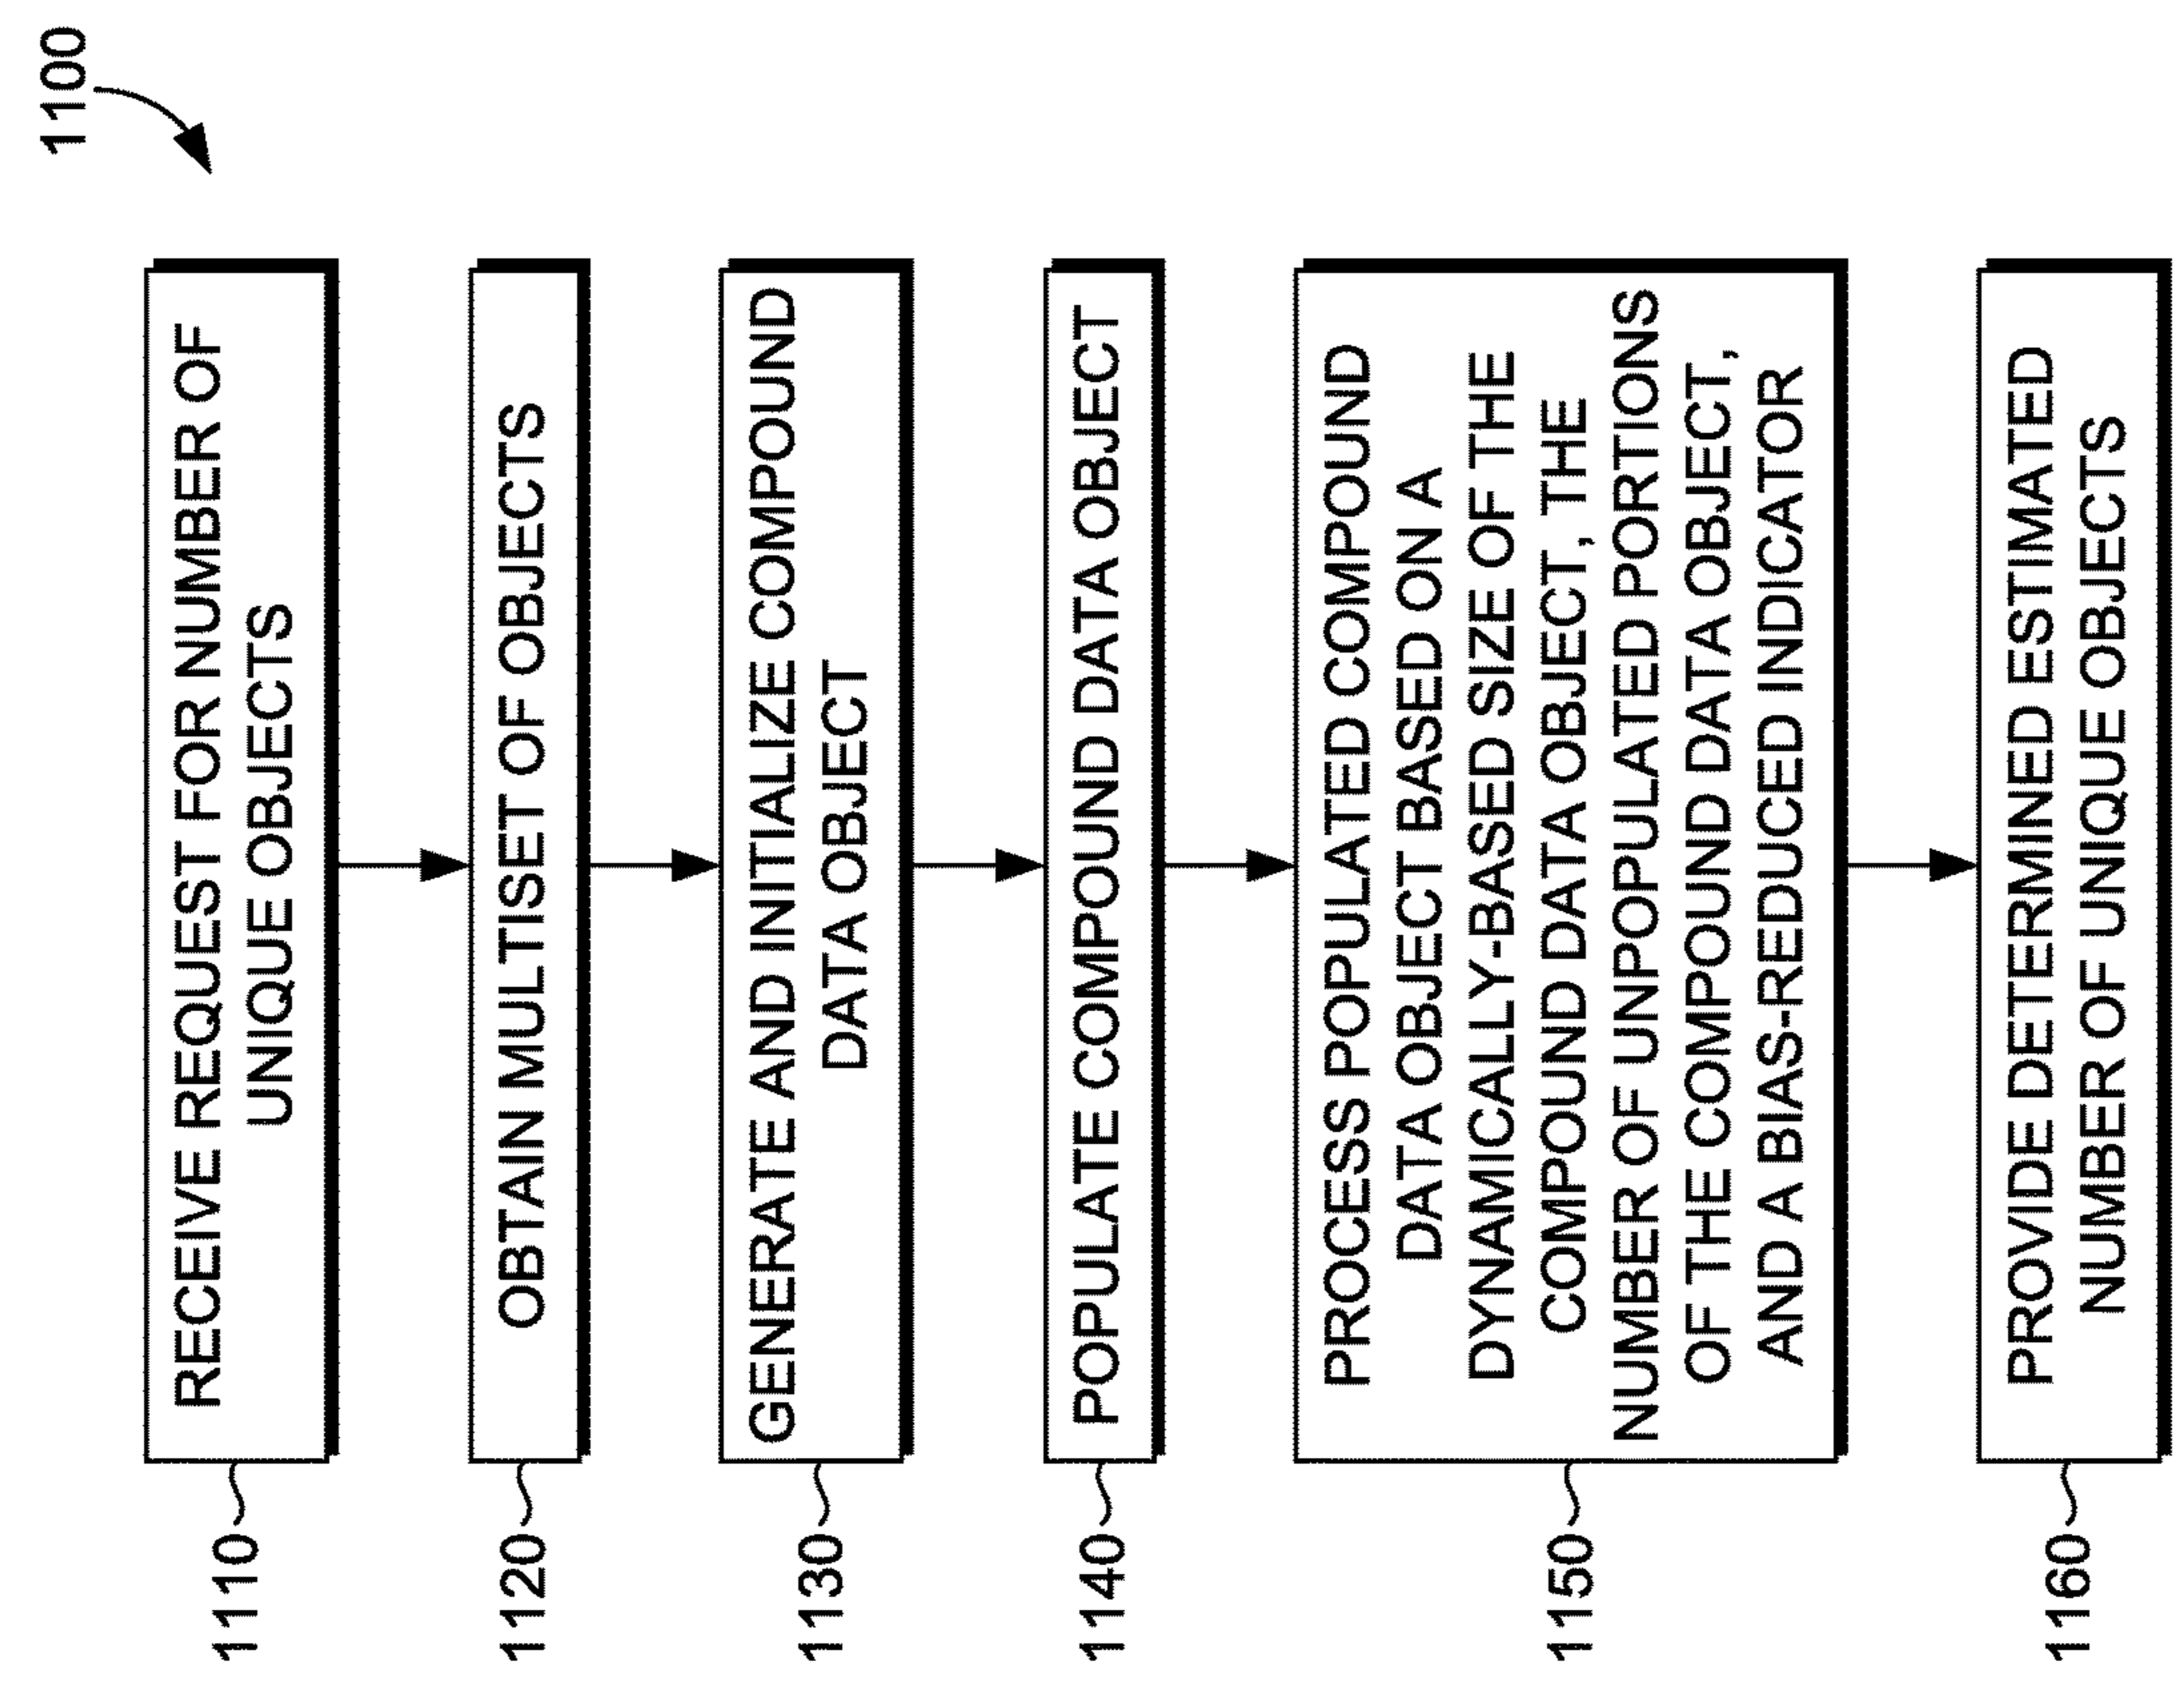 1100
1110
RECEIVE REQUEST FOR NUMBER OF
UNIQUE OBJECTS
1120
OBTAIN MULTISET OF OBJECTS
1130
GENERATE AND INITIALIZE COMPOUND
DATA OBJECT
1140
POPULATE COMPOUND DATA OBJECT
1150
PROCESS POPULATED COMPOUND
DATA OBJECT BASED ON A
DYNAMICALLY-BASED SIZE OF THE
COMPOUND DATA OBJECT, THE
NUMBER OF UNPOPULATED PORTIONS
OF THE COMPOUND DATA OBJECT,
AND A BIAS-REDUCED INDICATOR
1160
PROVIDE DETERMINED ESTIMATED
NUMBER OF UNIQUE OBJECTS